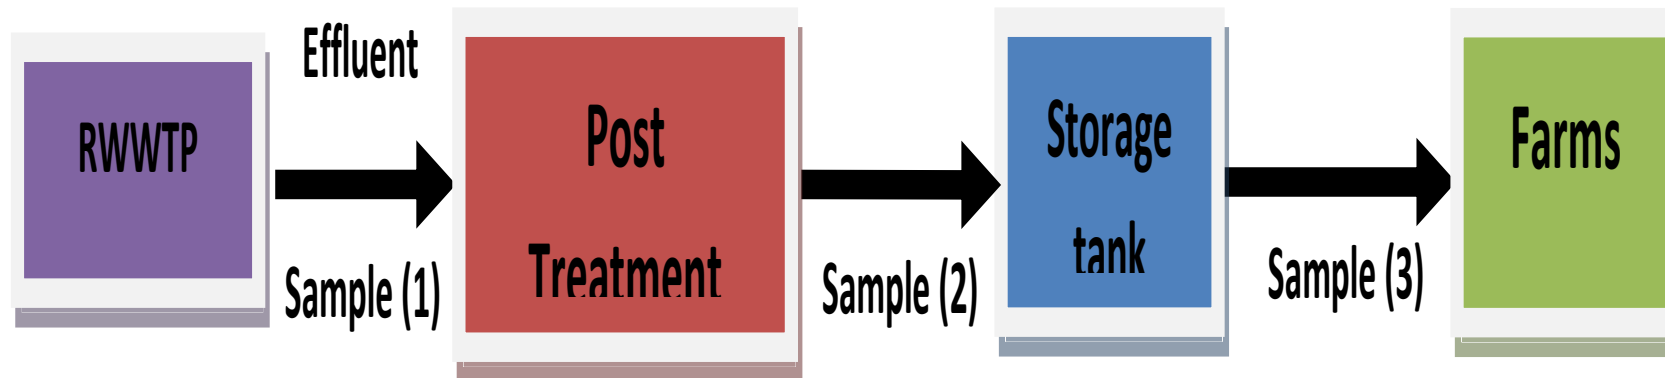 RWWTP
Effluent
Sample (1)
Post
Treatment
Sample (2)
Storage
tank
Sample (3)
Farms